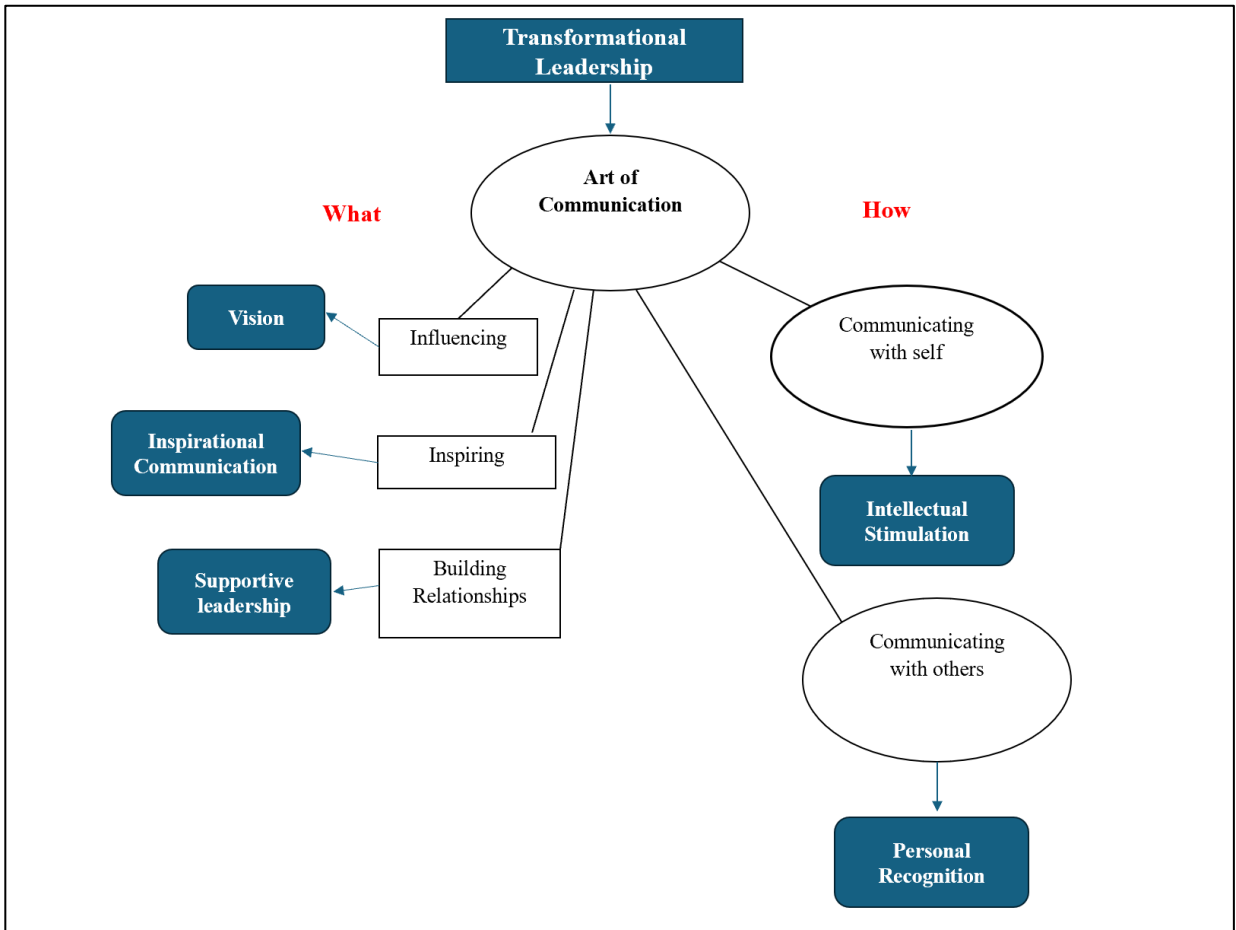 Transformational
Leadership
Art of
Communication
What
How
Vision
Influencing
Communicating
with self
Inspirational
Communication
Inspiring
Intellectual
Stimulation
Supportive
leadership
Building
Relationships
Communicating
with others
Personal
Recognition